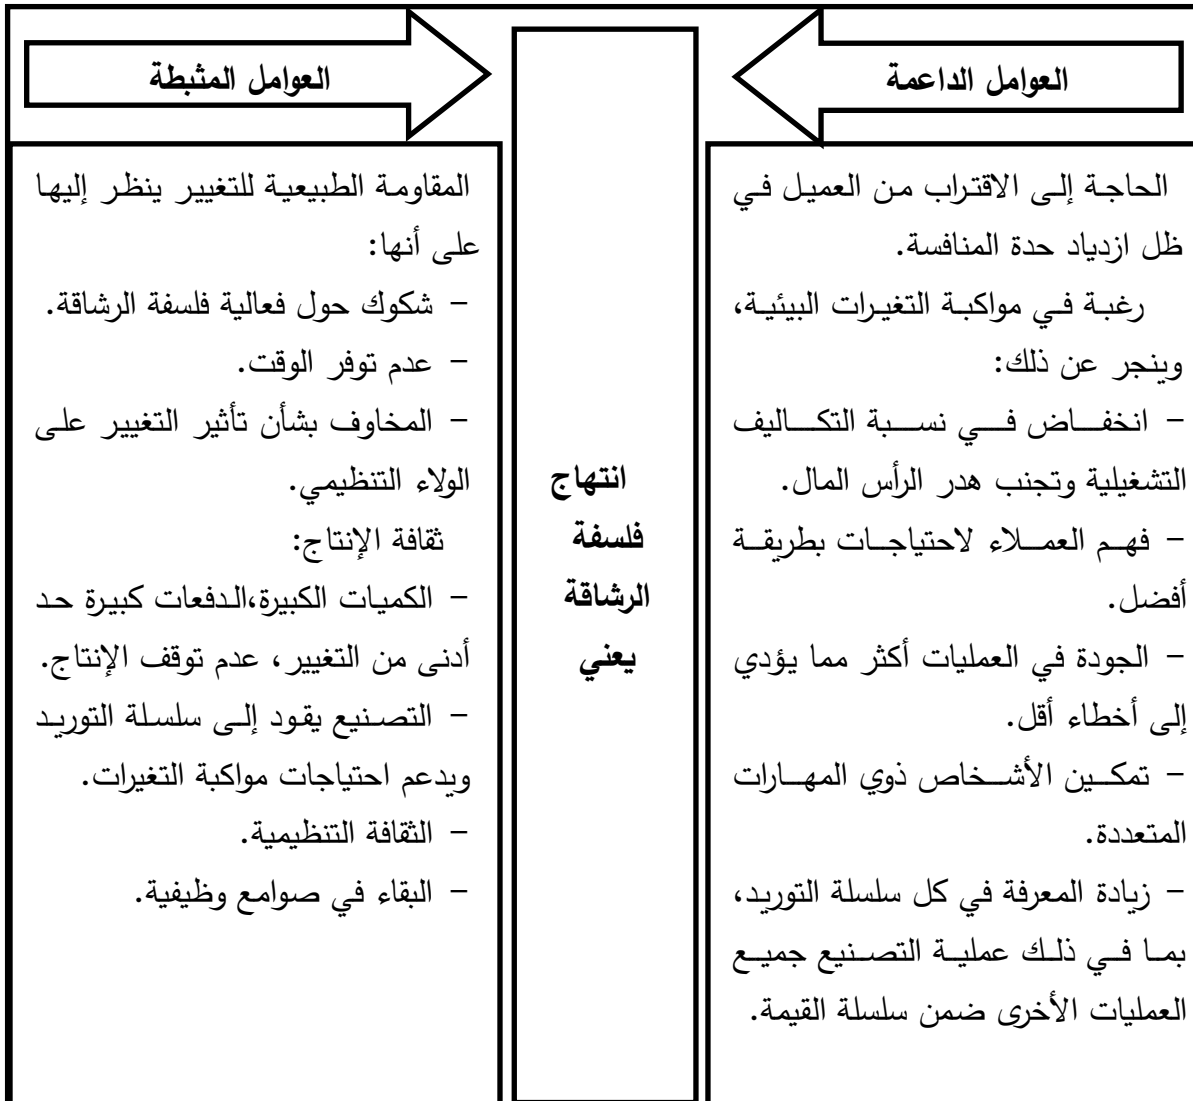 العوامل الداعمة
الحاجة إلى الاقتراب من العميل في
ظل ازدياد حدة المنافسة.
رغبة في مواكبة التغيرات البيئية،
وينجر عن ذلك:
- انخفاض في نسبة التكاليف
التشغيلية وتجنب هدر الرأس المال.
- فهم العملاء لاحتياجات بطريقة
أفضل.
- الجودة في العمليات أكثر مما يؤدي
إلى أخطاء أقل.
- تمكين الأشخاص ذوي المهارات
المتعددة.
- زيادة المعرفة في كل سلسلة التوريد،
بما في ذلك عملية التصنيع جميع
العمليات الأخرى ضمن سلسلة القيمة.
انتهاج
فلسفة
الرشاقة
يعني
العوامل المثبطة
المقاومة الطبيعية للتغيير ينظر إليها
على أنها:
- شكوك حول فعالية فلسفة الرشاقة.
- عدم توفر الوقت.
- المخاوف بشأن تأثير التغيير على
الولاء التنظيمي.
ثقافة الإنتاج:
- الكميات الكبيرة،الدفعات كبيرة حد
أدنى من التغيير، عدم توقف الإنتاج.
- التصنيع يقود إلى سلسلة التوريد
ويدعم احتياجات مواكبة التغيرات.
- الثقافة التنظيمية.
- البقاء في صوامع وظيفية.